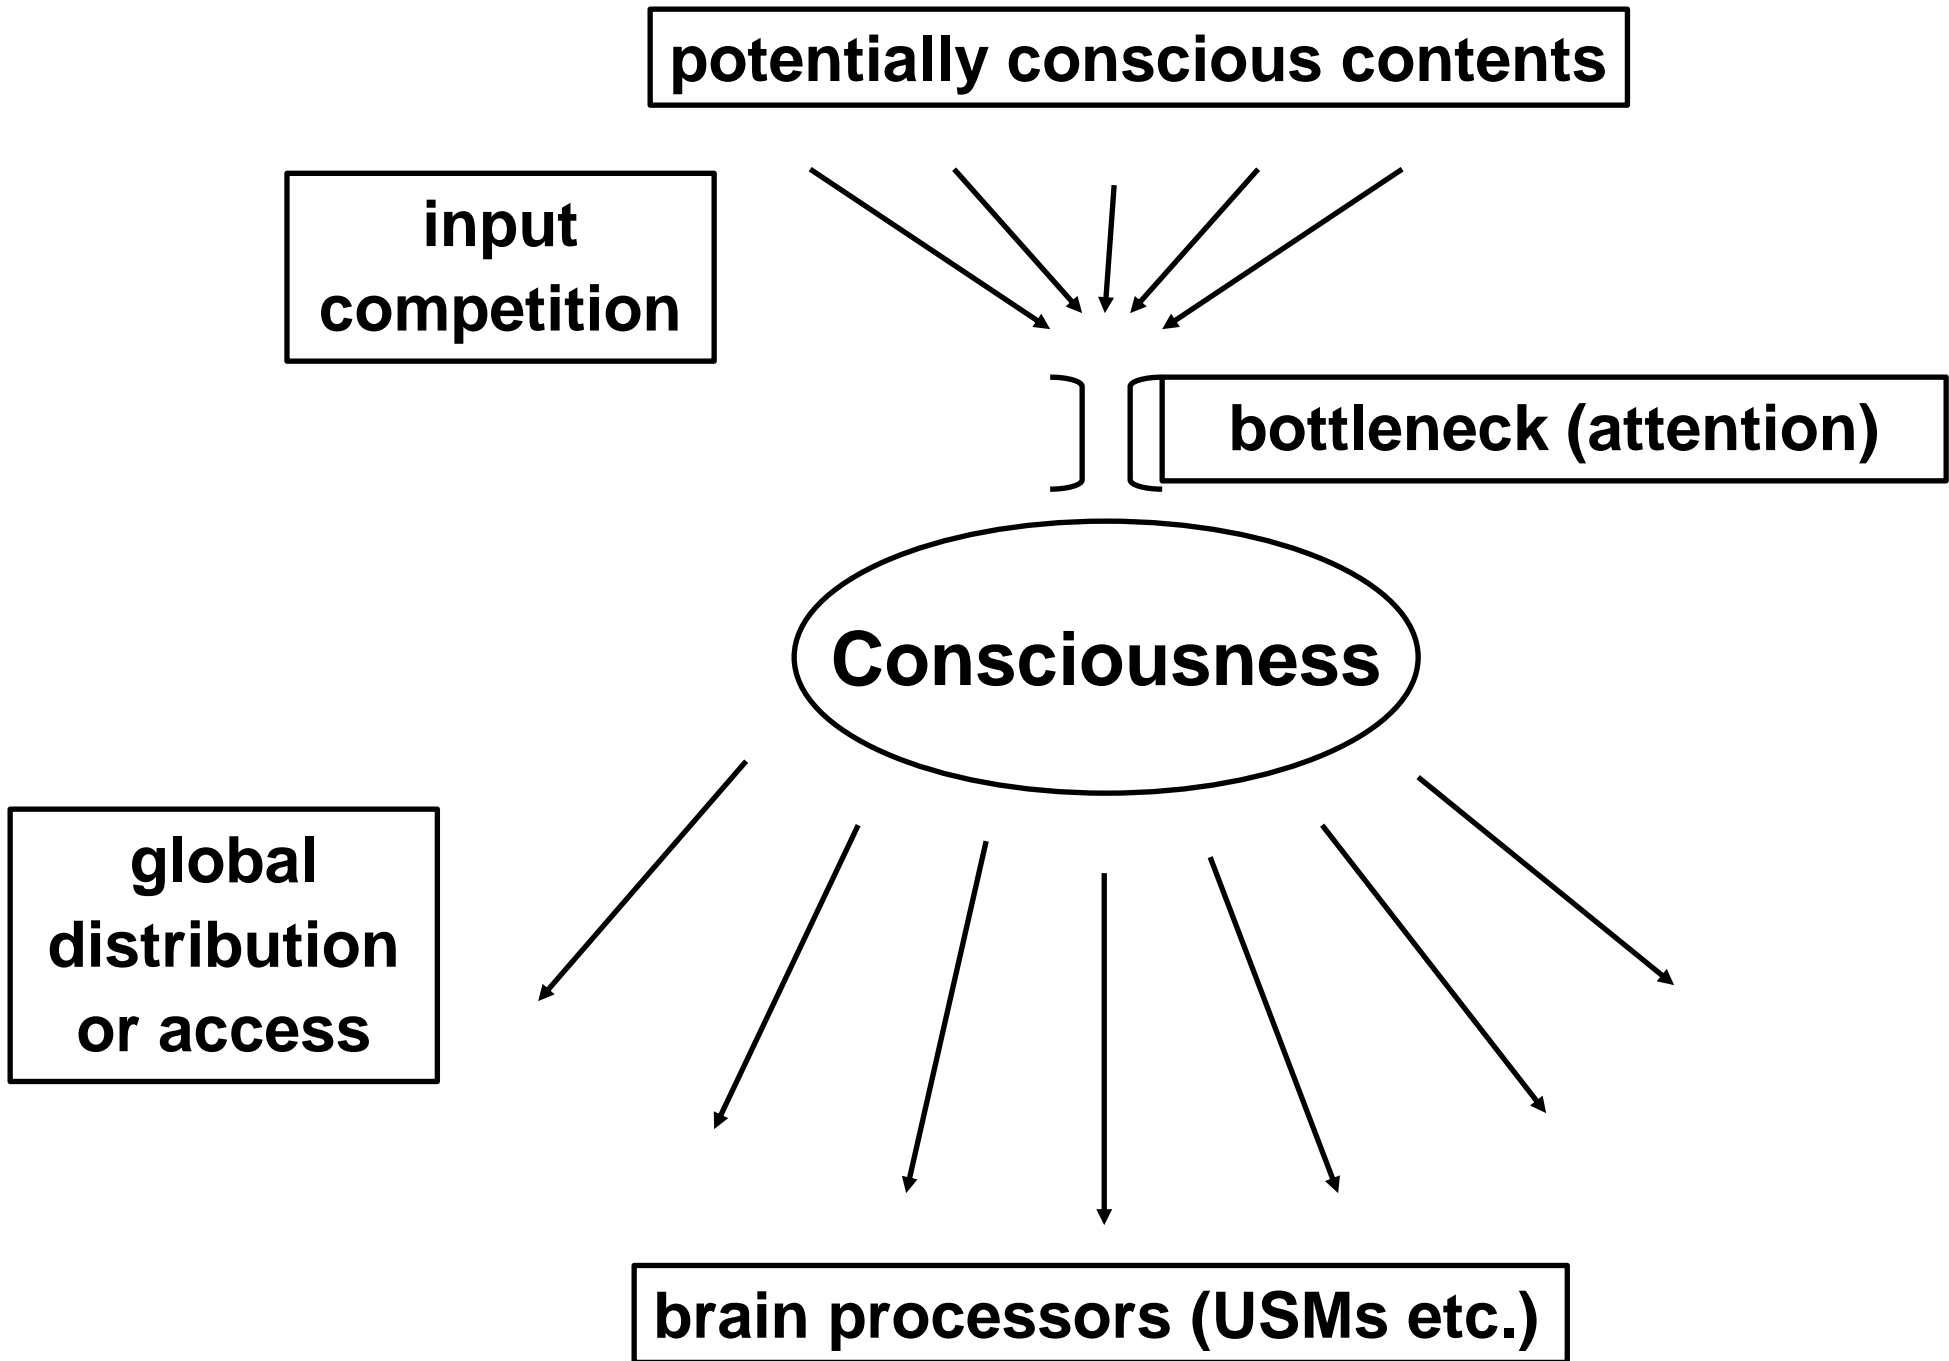 potentially conscious contents
input
competition
bottleneck (attention)
Consciousness
global
distribution
or access
brain processors (USMs etc.)